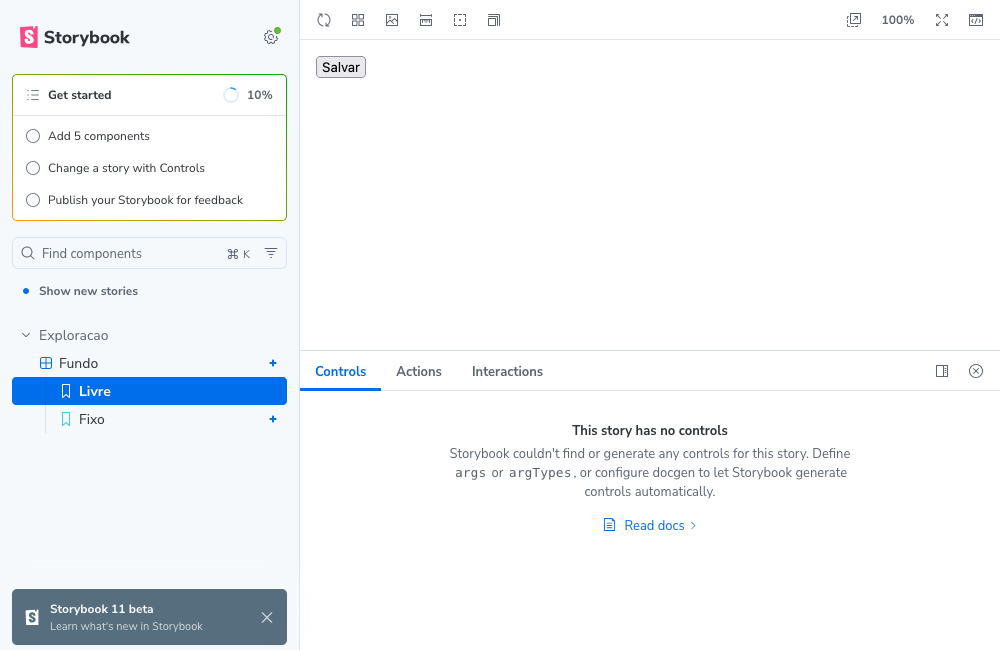 Storybook
Get started
10%
Add 5 components
Change a story with Controls
Publish your Storybook for feedback
Find components
⌘ K
Show new stories
Exploracao
Fundo
Livre
Fixo
Storybook 11 beta
Learn what's new in Storybook
100%
Salvar
Controls
Actions
Interactions
This story has no controls
Storybook couldn't find or generate any controls for this story. Define
args or argTypes, or configure docgen to let Storybook generate
controls automatically.
Read docs